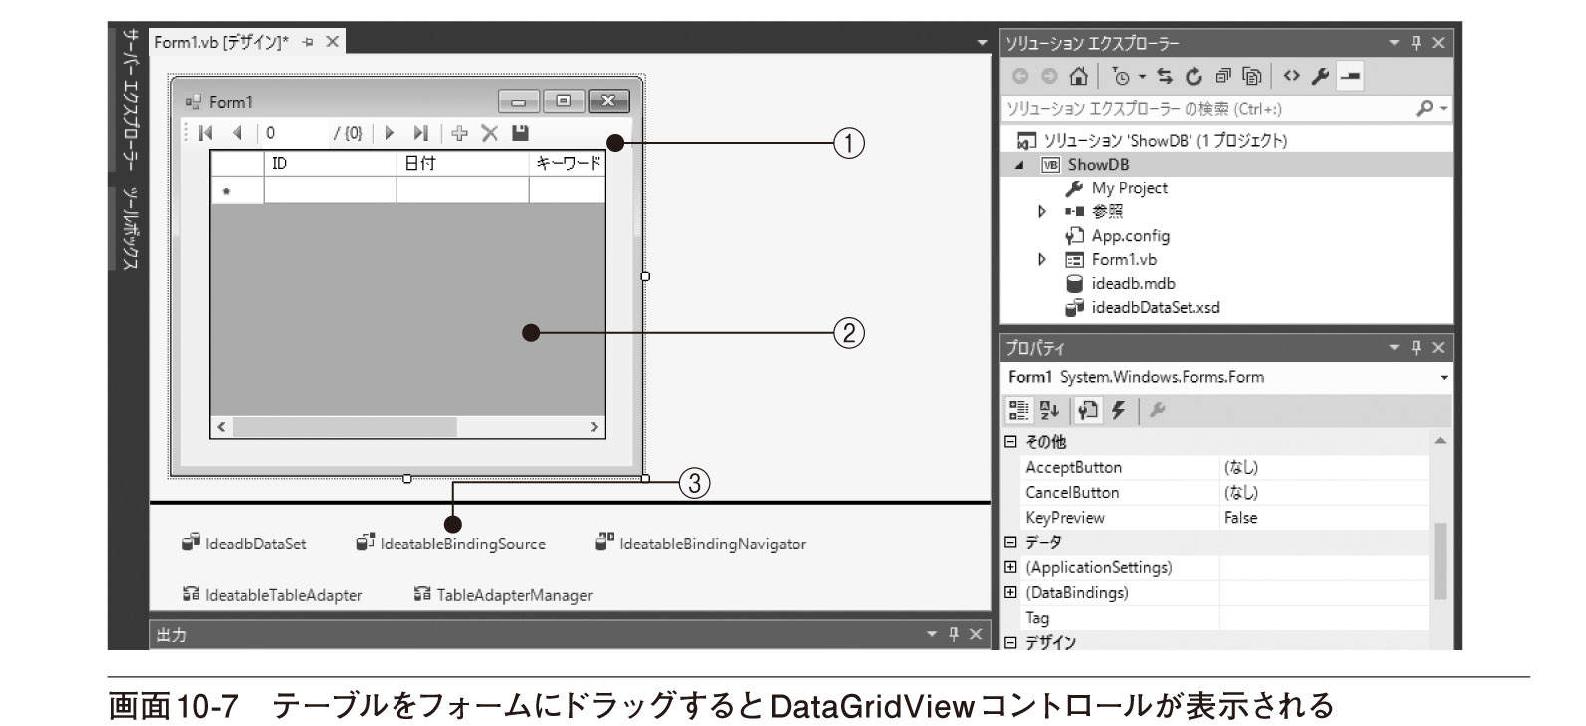 サーバー エクスプローラー
ツールボックス
Form1.vb [デザイン]*
Form1
0 / {0}
ID 日付 キーワード
①
②
③
IdeadbDataSet IdeatableBindingSource IdeatableBindingNavigator
IdeatableTableAdapter TableAdapterManager
出力
ソリューション エクスプローラー
ソリューション エクスプローラー の検索 (Ctrl+:)
ソリューション 'ShowDB' (1 プロジェクト)
VB ShowDB
My Project
参照
App.config
Form1.vb
ideadb.mdb
ideadbDataSet.xsd
プロパティ
Form1 System.Windows.Forms.Form
その他
AcceptButton (なし)
CancelButton (なし)
KeyPreview False
データ
(ApplicationSettings)
(DataBindings)
Tag
デザイン
画面10-7 テーブルをフォームにドラッグするとDataGridViewコントロールが表示される